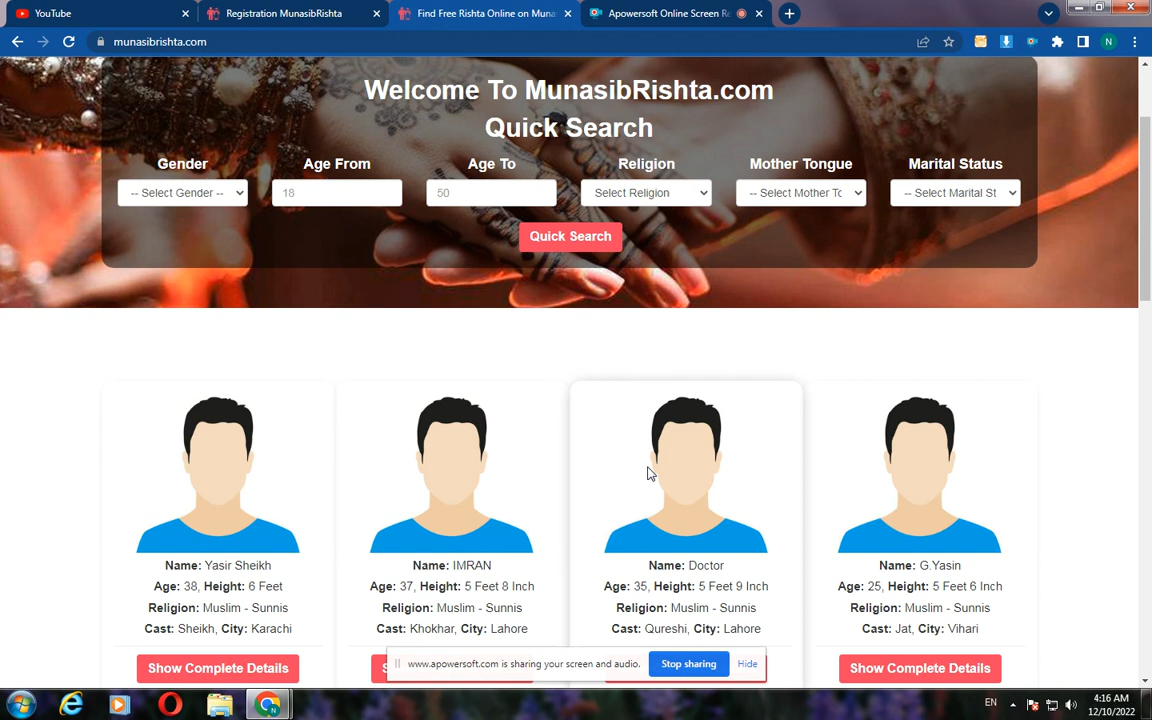 YouTube
Registration MunasibRishta
Find Free Rishta Online on Muna
Apowersoft Online Screen Re
munasibrishta.com
N
Welcome To MunasibRishta.com
Quick Search
Gender Age From Age To Religion Mother Tongue Marital Status
-- Select Gender -- 18 50 Select Religion -- Select Mother Tc -- Select Marital St
Quick Search
Name: Yasir Sheikh
Age: 38, Height: 6 Feet
Religion: Muslim - Sunnis
Cast: Sheikh, City: Karachi
Show Complete Details
Name: IMRAN
Age: 37, Height: 5 Feet 8 Inch
Religion: Muslim - Sunnis
Cast: Khokhar, City: Lahore
Name: Doctor
Age: 35, Height: 5 Feet 9 Inch
Religion: Muslim - Sunnis
Cast: Qureshi, City: Lahore
Name: G.Yasin
Age: 25, Height: 5 Feet 6 Inch
Religion: Muslim - Sunnis
Cast: Jat, City: Vihari
Show Complete Details
www.apowersoft.com is sharing your screen and audio. Stop sharing Hide
EN
4:16 AM
12/10/2022